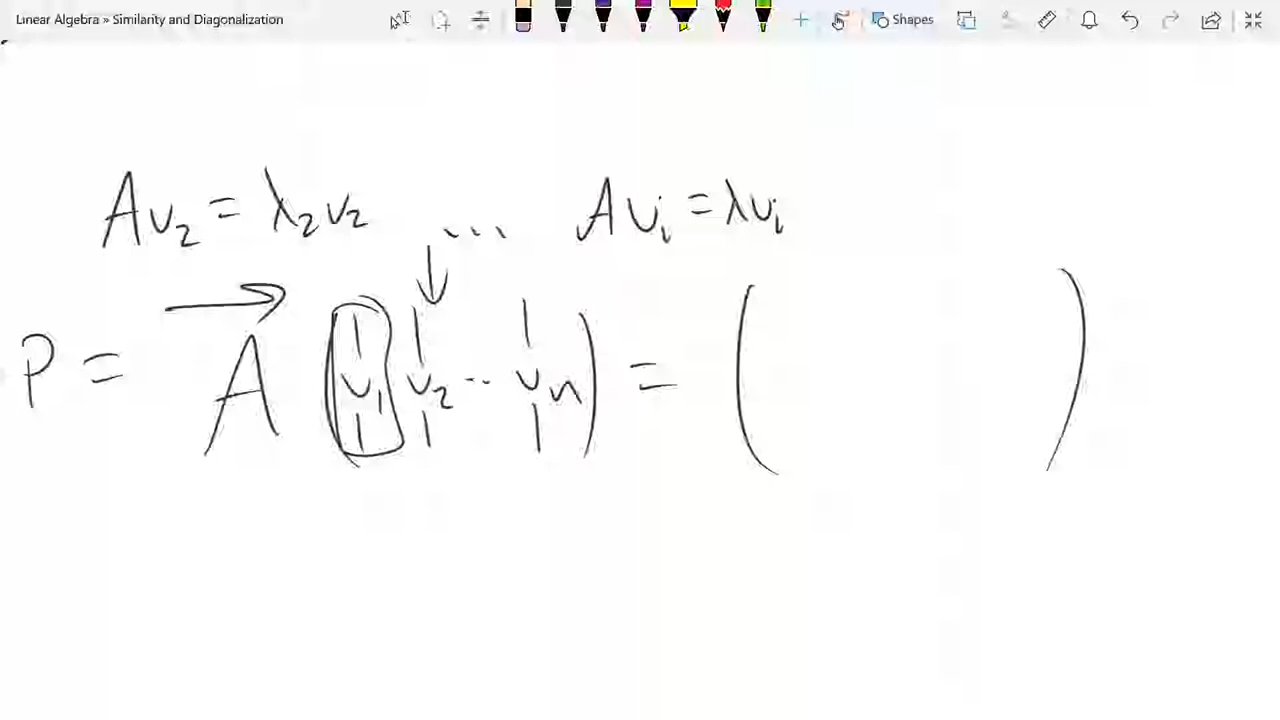 Linear Algebra » Similarity and Diagonalization
Shapes
Av₂ = λ₂v₂ ... Avᵢ = λvᵢ
P = A ( v₁ v₂ ... vₙ ) = ( )